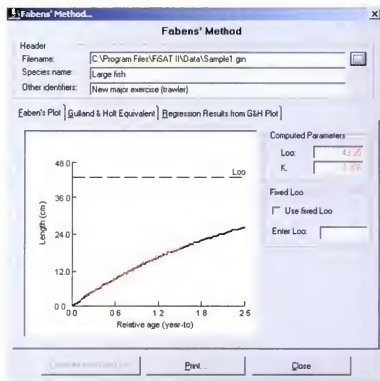 Fabens' Method...
Fabens' Method
Header
Filename: C:\Program Files\FiSAT II\Data\Sample1.gin
Species name: Large fish
Other identifiers: New major exercise (trawler)
Faben's Plot Gulland & Holt Equivalent Regression Results from G&H Plot
Computed Parameters
Loo:
K:
Fixed Loo
Use fixed Loo
Enter Loo:
Loo
48.0
36.0
24.0
12.0
0.0
Length (cm)
0.0 0.6 1.2 1.8 2.5
Relative age (year-to)
Print... Close